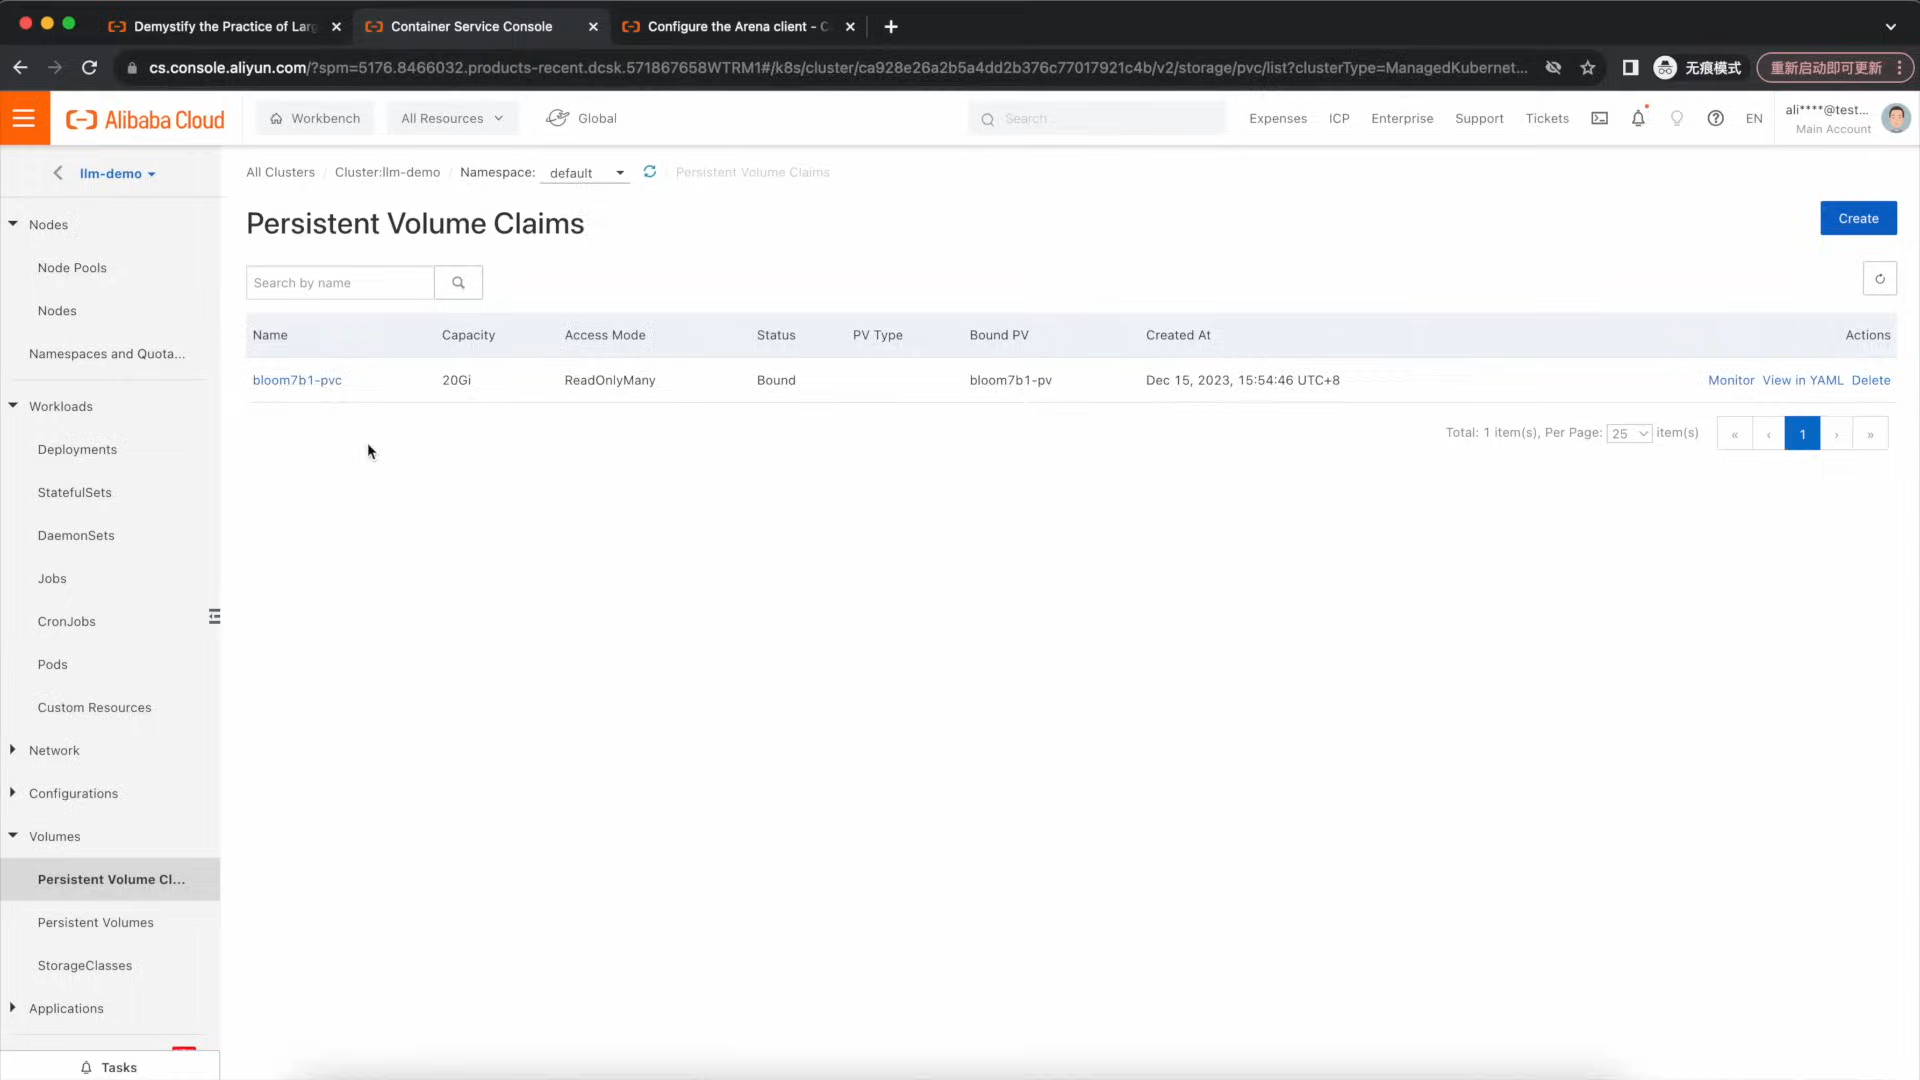 Demystify the Practice of Lar
Container Service Console
Configure the Arena client - C
cs.console.aliyun.com/?spm=5176.8466032.products-recent.dcsk.571867658WTRM1#/k8s/cluster/ca928e26a2b5a4dd2b376c77017921c4b/v2/storage/pvc/list?clusterType=ManagedKubernet...
无痕模式
重新启动即可更新
Alibaba Cloud
Workbench
All Resources
Global
Search...
Expenses
ICP
Enterprise
Support
Tickets
EN
ali****@test...
Main Account
llm-demo
All Clusters / Cluster:llm-demo / Namespace: default / Persistent Volume Claims
Persistent Volume Claims
Create
Search by name
Name Capacity Access Mode Status PV Type Bound PV Created At Actions
bloom7b1-pvc 20Gi ReadOnlyMany Bound bloom7b1-pv Dec 15, 2023, 15:54:46 UTC+8 Monitor View in YAML Delete
Total: 1 item(s), Per Page: 25 item(s) « ‹ 1 › »
Nodes
Node Pools
Nodes
Namespaces and Quota...
Workloads
Deployments
StatefulSets
DaemonSets
Jobs
CronJobs
Pods
Custom Resources
Network
Configurations
Volumes
Persistent Volume Cl...
Persistent Volumes
StorageClasses
Applications
Tasks